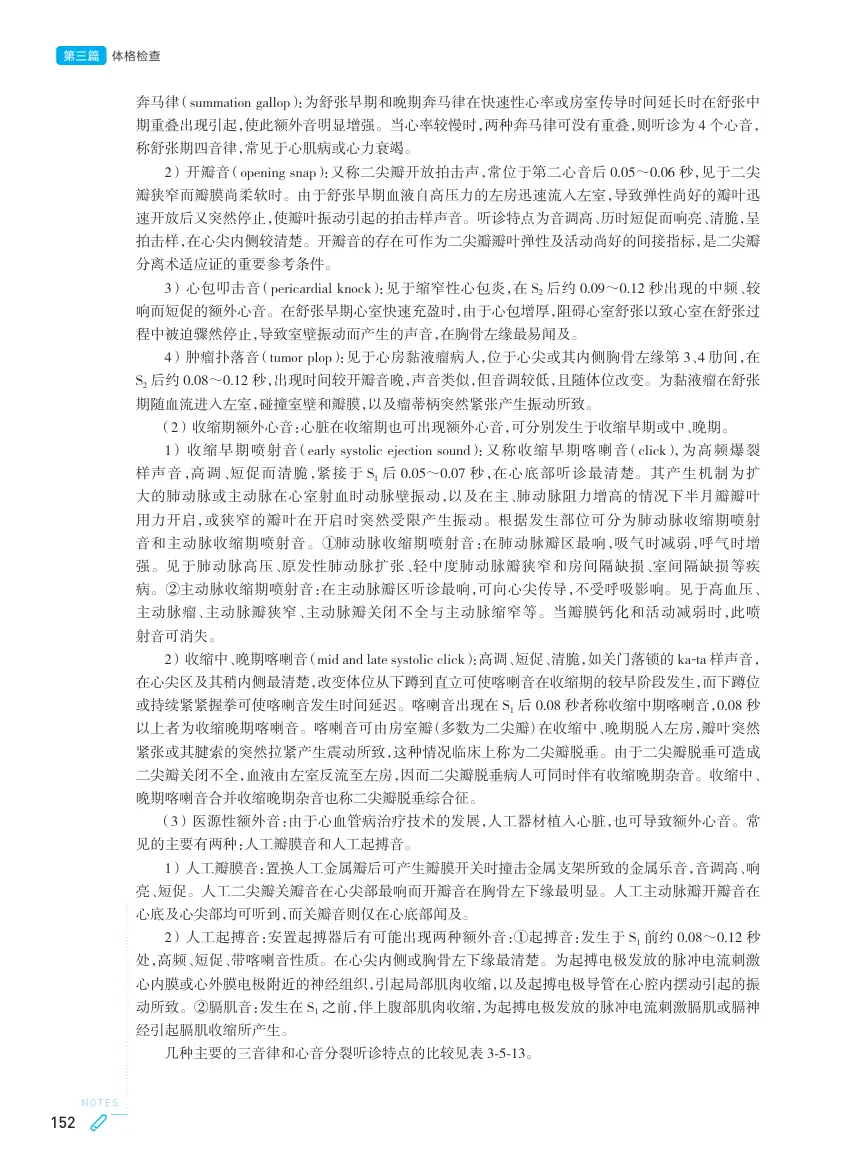 第三篇 体格检查
奔马律(summation gallop):为舒张早期和晚期奔马律在快速性心率或房室传导时间延长时在舒张中
期重叠出现引起,使此额外音明显增强。当心率较慢时,两种奔马律可没有重叠,则听诊为 4 个心音,
称舒张期四音律,常见于心肌病或心力衰竭。
2)开瓣音(opening snap):又称二尖瓣开放拍击声,常位于第二心音后 0.05~0.06 秒,见于二尖
瓣狭窄而瓣膜尚柔软时。由于舒张早期血液自高压力的左房迅速流入左室,导致弹性尚好的瓣叶迅
速开放后又突然停止,使瓣叶振动引起的拍击样声音。听诊特点为音调高、历时短促而响亮、清脆,呈
拍击样,在心尖内侧较清楚。开瓣音的存在可作为二尖瓣瓣叶弹性及活动尚好的间接指标,是二尖瓣
分离术适应证的重要参考条件。
3)心包叩击音(pericardial knock):见于缩窄性心包炎,在 S₂ 后约 0.09~0.12 秒出现的中频、较
响而短促的额外心音。在舒张早期心室快速充盈时,由于心包增厚,阻碍心室舒张以致心室在舒张过
程中被迫骤然停止,导致室壁振动而产生的声音,在胸骨左缘最易闻及。
4)肿瘤扑落音(tumor plop):见于心房黏液瘤病人,位于心尖或其内侧胸骨左缘第 3、4 肋间,在
S₂ 后约 0.08~0.12 秒,出现时间较开瓣音晚,声音类似,但音调较低,且随体位改变。为黏液瘤在舒张
期随血流进入左室,碰撞室壁和瓣膜,以及瘤蒂柄突然紧张产生振动所致。
(2)收缩期额外心音:心脏在收缩期也可出现额外心音,可分别发生于收缩早期或中、晚期。
1)收缩早期喷射音(early systolic ejection sound):又称收缩早期喀喇音(click),为高频爆裂
样声音,高调、短促而清脆,紧接于 S₁ 后 0.05~0.07 秒,在心底部听诊最清楚。其产生机制为扩
大的肺动脉或主动脉在心室射血时动脉壁振动,以及在主、肺动脉阻力增高的情况下半月瓣瓣叶
用力开启,或狭窄的瓣叶在开启时突然受限产生振动。根据发生部位可分为肺动脉收缩期喷射
音和主动脉收缩期喷射音。①肺动脉收缩期喷射音:在肺动脉瓣区最响,吸气时减弱,呼气时增
强。见于肺动脉高压、原发性肺动脉扩张、轻中度肺动脉瓣狭窄和房间隔缺损、室间隔缺损等疾
病。②主动脉收缩期喷射音:在主动脉瓣区听诊最响,可向心尖传导,不受呼吸影响。见于高血压、
主动脉瘤、主动脉瓣狭窄、主动脉瓣关闭不全与主动脉缩窄等。当瓣膜钙化和活动减弱时,此喷
射音可消失。
2)收缩中、晚期喀喇音(mid and late systolic click):高调、短促、清脆,如关门落锁的 ka-ta 样声音,
在心尖区及其稍内侧最清楚,改变体位从下蹲到直立可使喀喇音在收缩期的较早阶段发生,而下蹲位
或持续紧紧握拳可使喀喇音发生时间延迟。喀喇音出现在 S₁ 后 0.08 秒者称收缩中期喀喇音,0.08 秒
以上者为收缩晚期喀喇音。喀喇音可由房室瓣(多数为二尖瓣)在收缩中、晚期脱入左房,瓣叶突然
紧张或其腱索的突然拉紧产生震动所致,这种情况临床上称为二尖瓣脱垂。由于二尖瓣脱垂可造成
二尖瓣关闭不全,血液由左室反流至左房,因而二尖瓣脱垂病人可同时伴有收缩晚期杂音。收缩中、
晚期喀喇音合并收缩晚期杂音也称二尖瓣脱垂综合征。
(3)医源性额外音:由于心血管病治疗技术的发展,人工器材植入心脏,也可导致额外心音。常
见的主要有两种:人工瓣膜音和人工起搏音。
1)人工瓣膜音:置换人工金属瓣后可产生瓣膜开关时撞击金属支架所致的金属乐音,音调高、响
亮、短促。人工二尖瓣关瓣音在心尖部最响而开瓣音在胸骨左下缘最明显。人工主动脉瓣开瓣音在
心底及心尖部均可听到,而关瓣音则仅在心底部闻及。
2)人工起搏音:安置起搏器后有可能出现两种额外音:①起搏音:发生于 S₁ 前约 0.08~0.12 秒
处,高频、短促、带喀喇音性质。在心尖内侧或胸骨左下缘最清楚。为起搏电极发放的脉冲电流刺激
心内膜或心外膜电极附近的神经组织,引起局部肌肉收缩,以及起搏电极导管在心腔内摆动引起的振
动所致。②膈肌音:发生在 S₁ 之前,伴上腹部肌肉收缩,为起搏电极发放的脉冲电流刺激膈肌或膈神
经引起膈肌收缩所产生。
几种主要的三音律和心音分裂听诊特点的比较见表 3-5-13。
NOTES
152